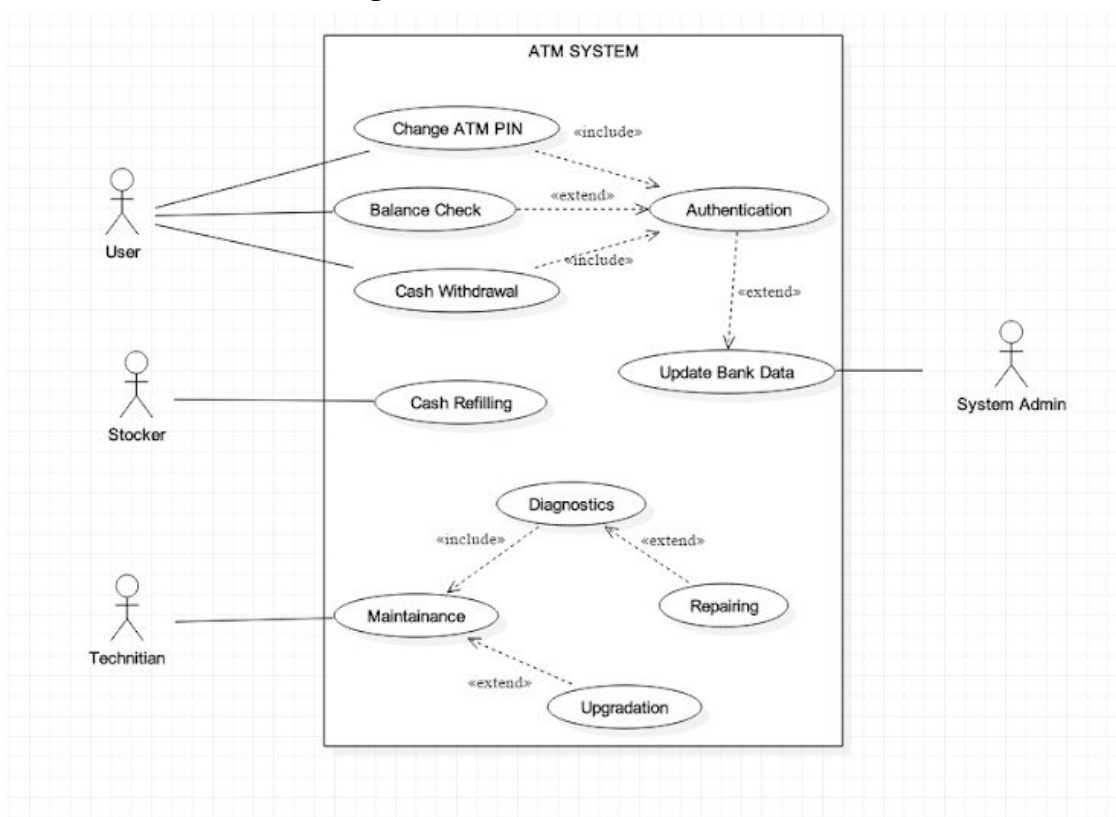 ATM SYSTEM
Change ATM PIN
«include»
Balance Check
«extend»
Authentication
User
«include»
Cash Withdrawal
«extend»
Update Bank Data
Cash Refilling
System Admin
Stocker
Diagnostics
«include»
«extend»
Maintainance
Repairing
Technitian
«extend»
Upgradation